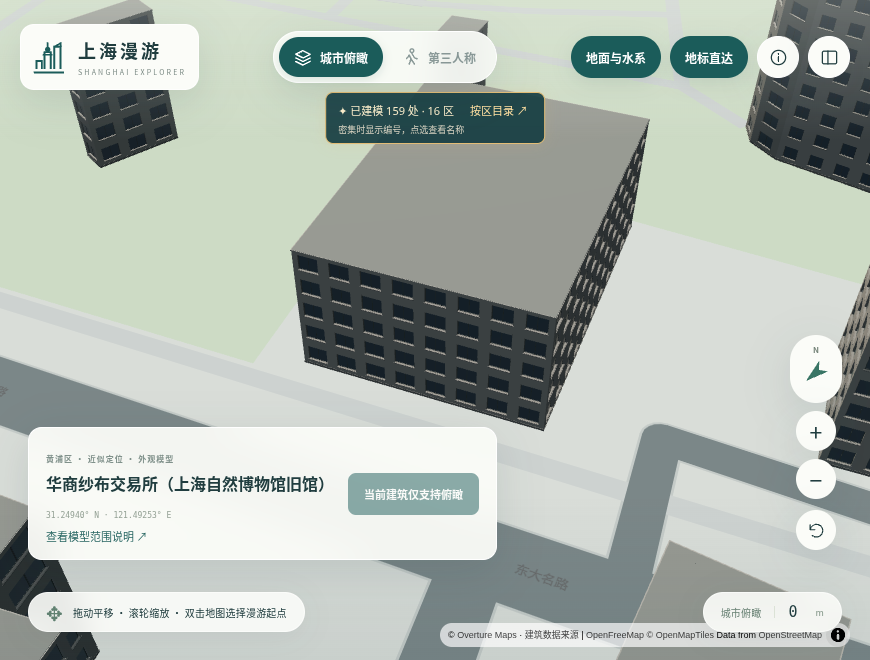 上海漫游
SHANGHAI EXPLORER
城市俯瞰
第三人称
地面与水系
地标直达
✦ 已建模 159 处 · 16 区 按区目录 ↗
密集时显示编号，点选查看名称
N
黄浦区 · 近似定位 · 外观模型
华商纱布交易所（上海自然博物馆旧馆）
当前建筑仅支持俯瞰
31.24940° N · 121.49253° E
查看模型范围说明 ↗
东大名路
拖动平移 · 滚轮缩放 · 双击地图选择漫游起点
城市俯瞰 0 m
© Overture Maps · 建筑数据来源 | OpenFreeMap © OpenMapTiles Data from OpenStreetMap